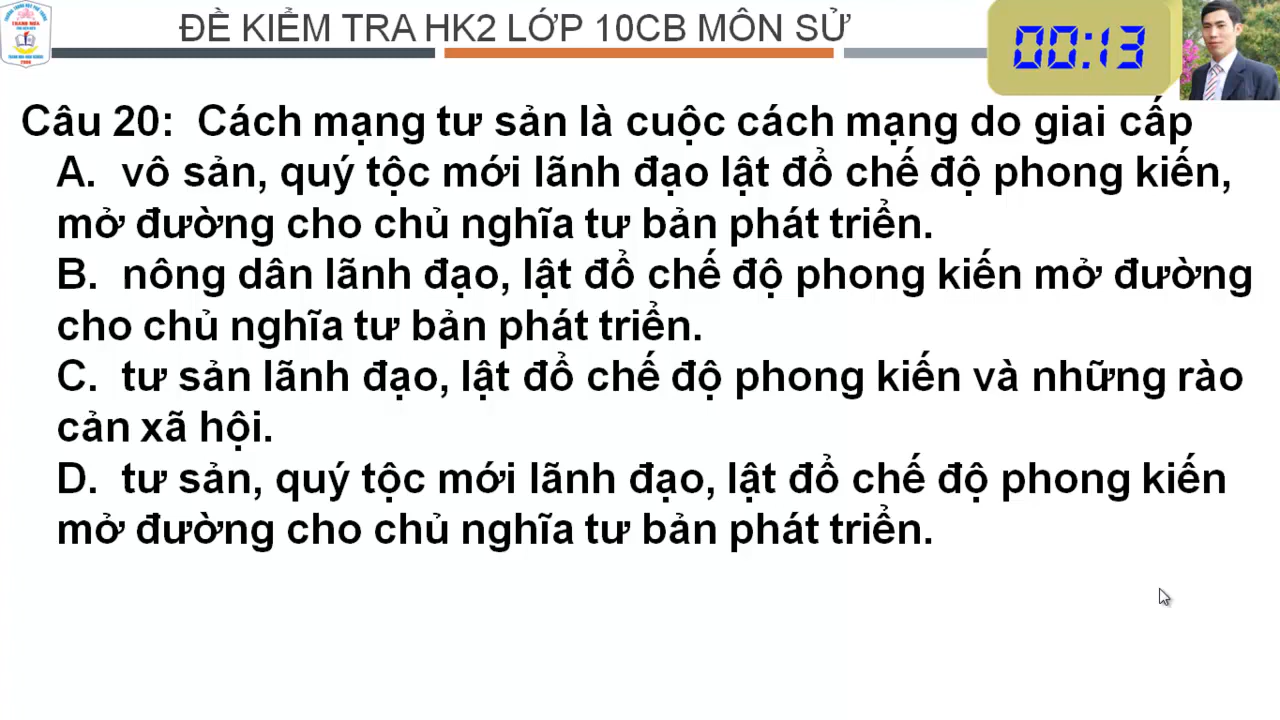 ĐỀ KIỂM TRA HK2 LỚP 10CB MÔN SỬ
00:13
Câu 20: Cách mạng tư sản là cuộc cách mạng do giai cấp
A. vô sản, quý tộc mới lãnh đạo lật đổ chế độ phong kiến,
mở đường cho chủ nghĩa tư bản phát triển.
B. nông dân lãnh đạo, lật đổ chế độ phong kiến mở đường
cho chủ nghĩa tư bản phát triển.
C. tư sản lãnh đạo, lật đổ chế độ phong kiến và những rào
cản xã hội.
D. tư sản, quý tộc mới lãnh đạo, lật đổ chế độ phong kiến
mở đường cho chủ nghĩa tư bản phát triển.